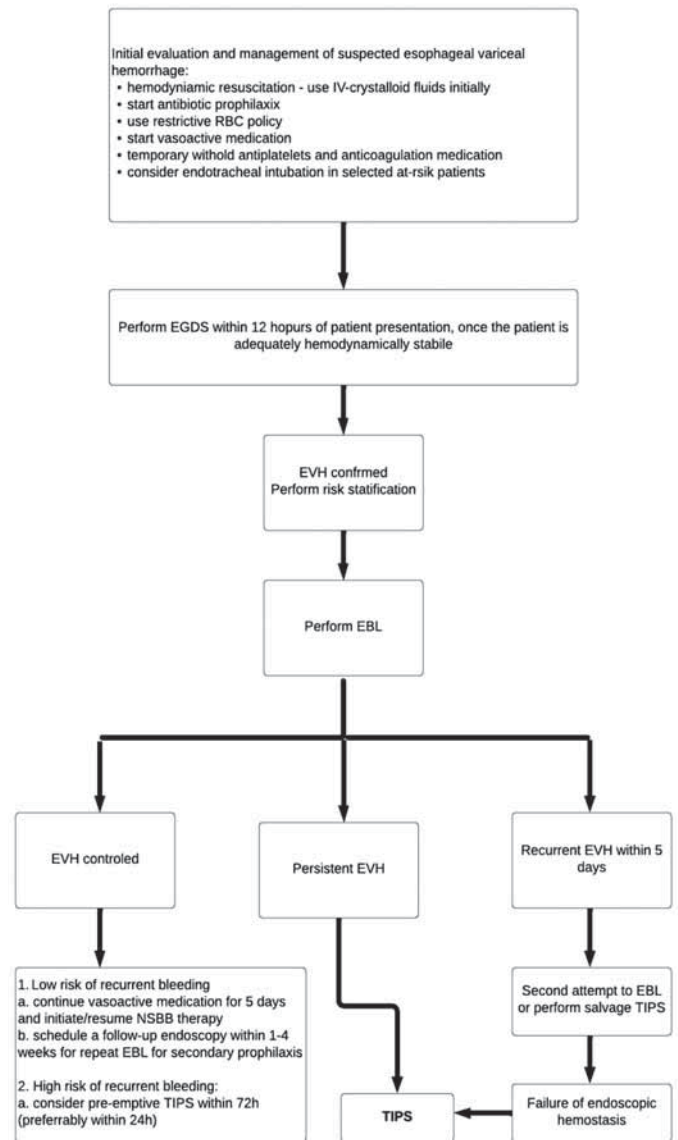 Initial evaluation and management of suspected esophageal variceal
hemorrhage:
• hemodyniamic resuscitation - use IV-crystalloid fluids initially
• start antibiotic prophilaxix
• use restrictive RBC policy
• start vasoactive medication
• temporary withold antiplatelets and anticoagulation medication
• consider endotracheal intubation in selected at-rsik patients
Perform EGDS within 12 hopurs of patient presentation, once the patient is
adequately hemodynamically stabile
EVH confrmed
Perform risk statification
Perform EBL
EVH controled
Persistent EVH
Recurrent EVH within 5
days
1. Low risk of recurrent bleeding
a. continue vasoactive medication for 5 days
and initiate/resume NSBB therapy
b. schedule a follow-up endoscopy within 1-4
weeks for repeat EBL for secondary prophilaxis
2. High risk of recurrent bleeding:
a. consider pre-emptive TIPS within 72h
(preferrably within 24h)
Second attempt to EBL
or perform salvage TIPS
TIPS
Failure of endoscopic
hemostasis